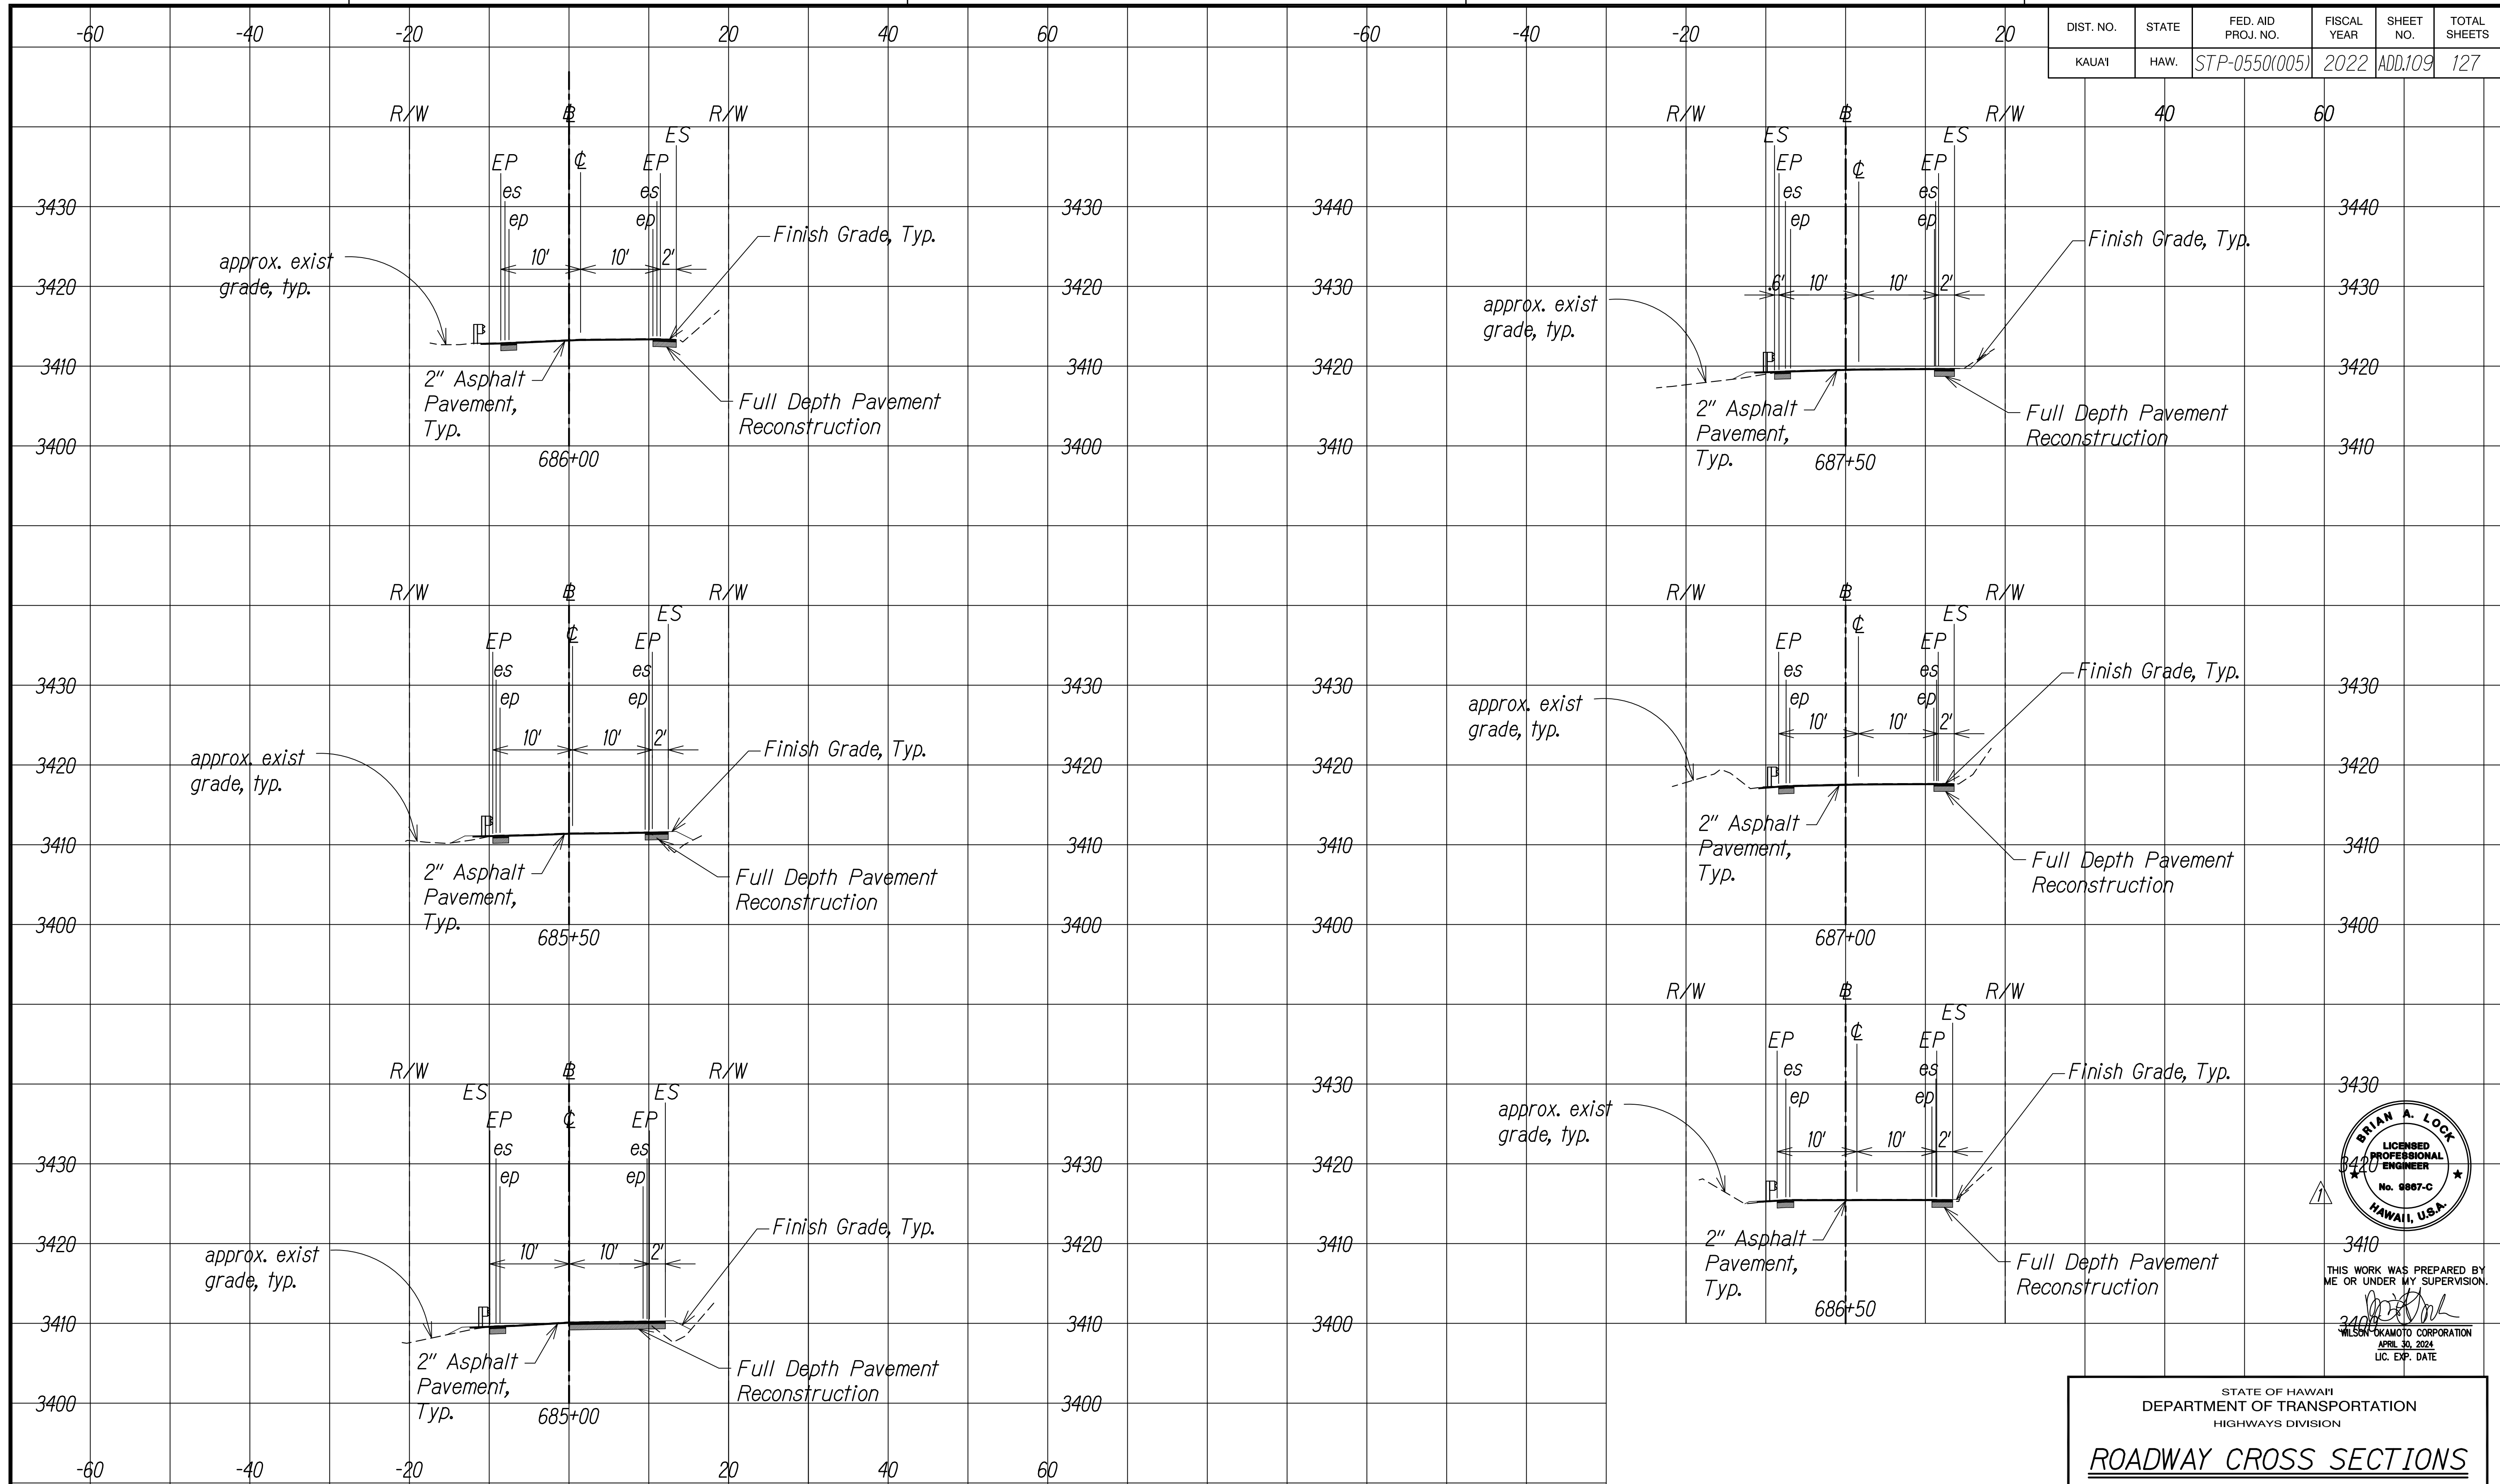 -60 -40 -20 20 40 60 -60 -40 -20 20
DIST. NO. STATE FED. AID PROJ. NO. FISCAL YEAR SHEET NO. TOTAL SHEETS
KAUA'I HAW. STP-0550(005) 2022 ADD.109 127
R/W ℄ R/W
ES
EP ℄ EP
es es
ep ep
3430 3430
10' 10' 2'
Finish Grade, Typ.
approx. exist
grade, typ.
3420 3420
3410 3410
2" Asphalt
Pavement,
Typ.
Full Depth Pavement
Reconstruction
3400 3400
686+00
R/W R/W
ES
EP ℄ EP
es es
ep ep
3430 3430
10' 10' 2'
Finish Grade, Typ.
approx. exist
grade, typ.
3420 3420
3410 3410
2" Asphalt
Pavement,
Typ.
Full Depth Pavement
Reconstruction
3400 3400
685+50
R/W R/W
ES ES
EP ℄ EP
es es
ep ep
3430 3430
10' 10' 2'
Finish Grade, Typ.
approx. exist
grade, typ.
3420 3420
3410 3410
2" Asphalt
Pavement,
Typ.
Full Depth Pavement
Reconstruction
3400 3400
685+00
-60 -40 -20 20 40 60
R/W R/W 40 60
ES ES
EP ℄ EP
es es
ep ep
3440 3440
.6' 10' 10' 2'
Finish Grade, Typ.
approx. exist
grade, typ.
3430 3430
3420 3420
2" Asphalt
Pavement,
Typ.
Full Depth Pavement
Reconstruction
3410 3410
687+50
R/W R/W
ES
EP ℄ EP
es es
ep ep
3430 3430
10' 10' 2'
Finish Grade, Typ.
approx. exist
grade, typ.
3420 3420
3410 3410
2" Asphalt
Pavement,
Typ.
Full Depth Pavement
Reconstruction
3400 3400
687+00
R/W R/W
ES
EP ℄ EP
es es
ep ep
3430 3430
10' 10' 2'
Finish Grade, Typ.
approx. exist
grade, typ.
3420 3420
3410 3410
2" Asphalt
Pavement,
Typ.
Full Depth Pavement
Reconstruction
3400 3400
686+50
1
BRIAN A. LOCK
LICENSED
PROFESSIONAL
ENGINEER
No. 9867-C
HAWAII, U.S.A.
THIS WORK WAS PREPARED BY
ME OR UNDER MY SUPERVISION.
WILSON OKAMOTO CORPORATION
APRIL 30, 2024
LIC. EXP. DATE
STATE OF HAWAI'I
DEPARTMENT OF TRANSPORTATION
HIGHWAYS DIVISION
ROADWAY CROSS SECTIONS